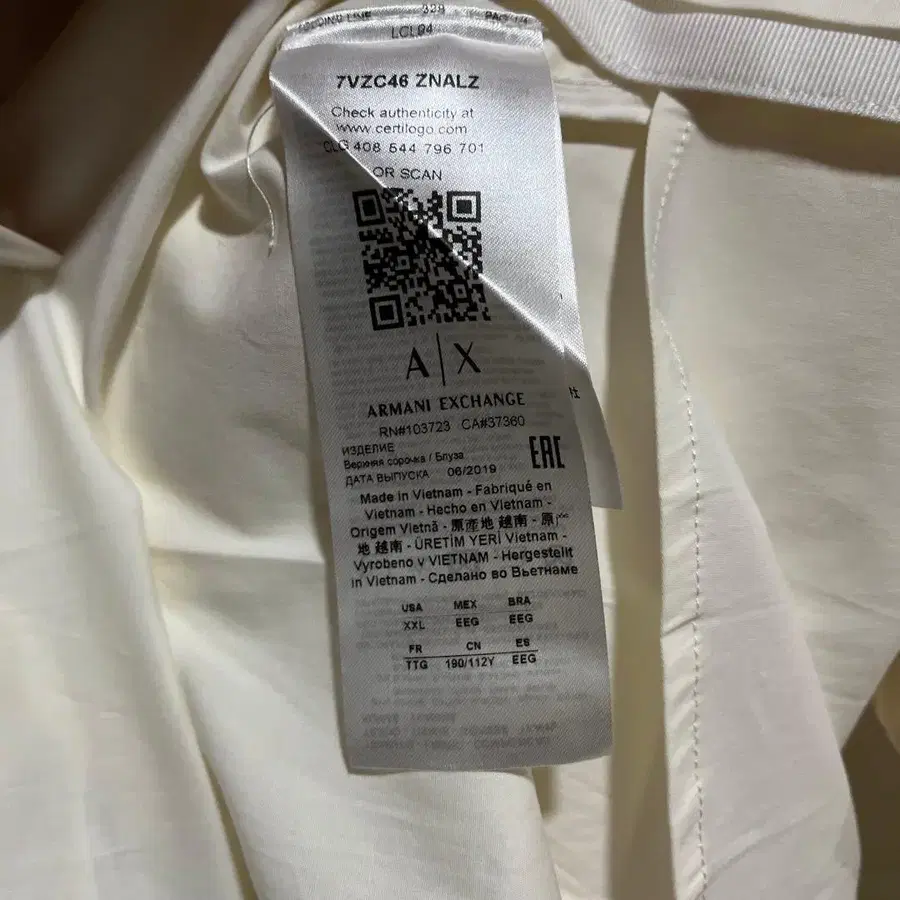 LCL04
7VZC46 ZNALZ
Check authenticity at
www.certilogo.com
CLG 408 544 796 701
OR SCAN
A|X
ARMANI EXCHANGE
RN#103723 CA#37360
ИЗДЕЛИЕ
Верхняя сорочка / Блуза
ДАТА ВЫПУСКА 06/2019
EAC
Made in Vietnam - Fabriqué en
Vietnam - Hecho en Vietnam -
Origem Vietnã - 原産地 越南 - 原产
地 越南 - ÜRETİM YERİ Vietnam -
Vyrobeno v VIETNAM - Hergestellt
in Vietnam - Сделано во Вьетнаме
USA MEX BRA
XXL EEG EEG
FR CN ES
TTG 190/112Y EEG